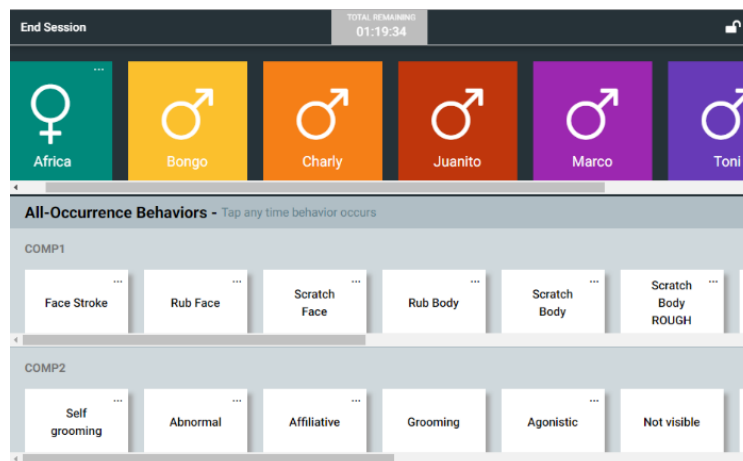 End Session
TOTAL REMAINING
01:19:34
...
Africa
Bongo
Charly
Juanito
Marco
Toni
All-Occurrence Behaviors - Tap any time behavior occurs
COMP1
... ... ... ... ... ...
Face Stroke
Rub Face
Scratch
Face
Rub Body
Scratch
Body
Scratch
Body
ROUGH
COMP2
... ... ... ...
Self
grooming
Abnormal
Affiliative
Grooming
Agonistic
Not visible